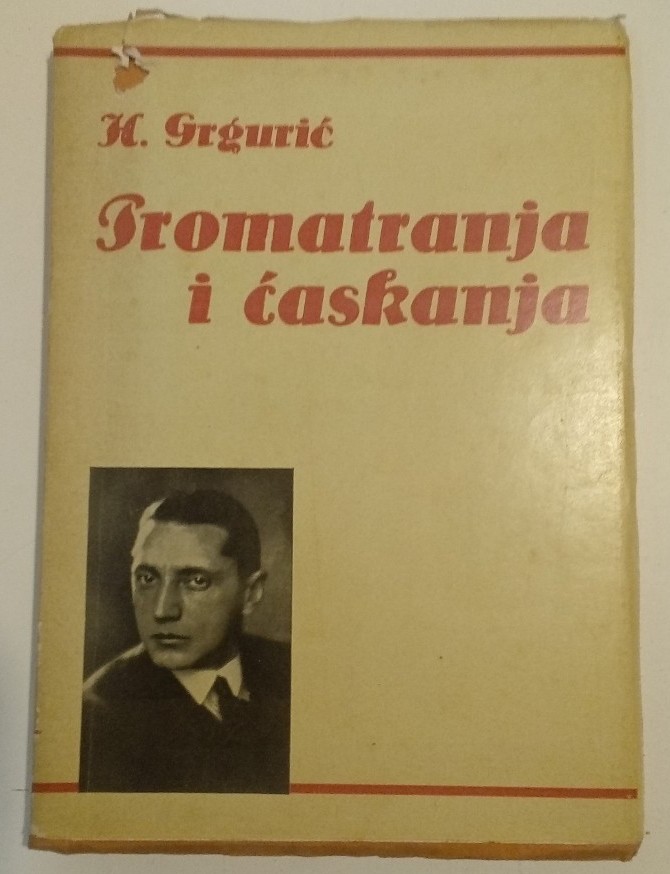 H. Grgurić
Promatranja
i ćaskanja